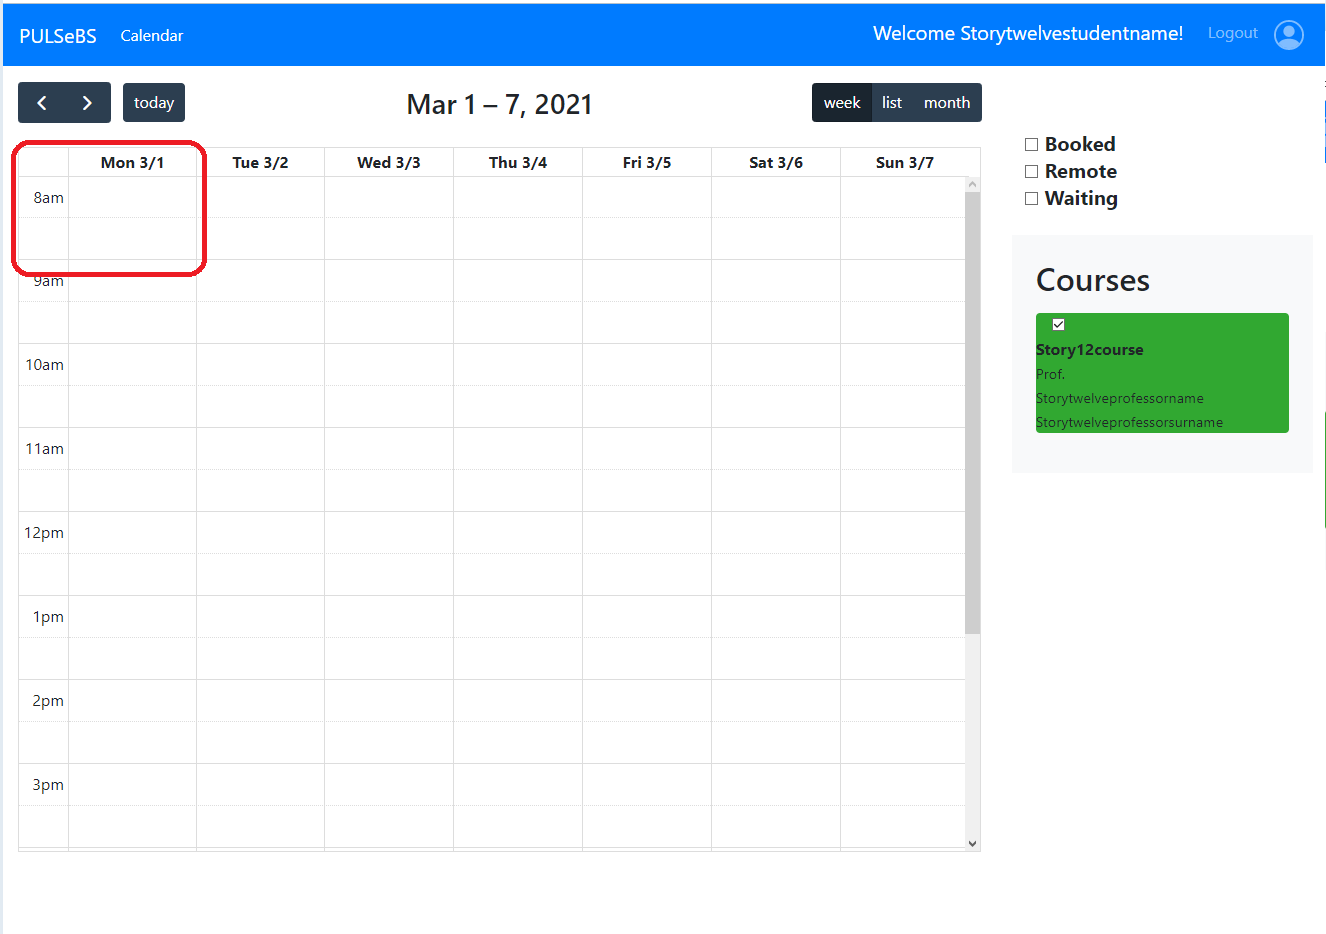 PULSeBS Calendar Welcome Storytwelvestudentname! Logout
today Mar 1 – 7, 2021 week list month
Mon 3/1 Tue 3/2 Wed 3/3 Thu 3/4 Fri 3/5 Sat 3/6 Sun 3/7
8am
9am
10am
11am
12pm
1pm
2pm
3pm
Booked
Remote
Waiting
Courses
Story12course
Prof.
Storytwelveprofessorname
Storytwelveprofessorsurname